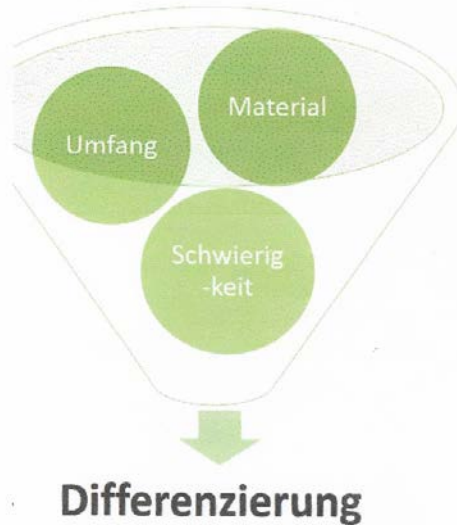 Material
Umfang
Schwierig
-keit
Differenzierung